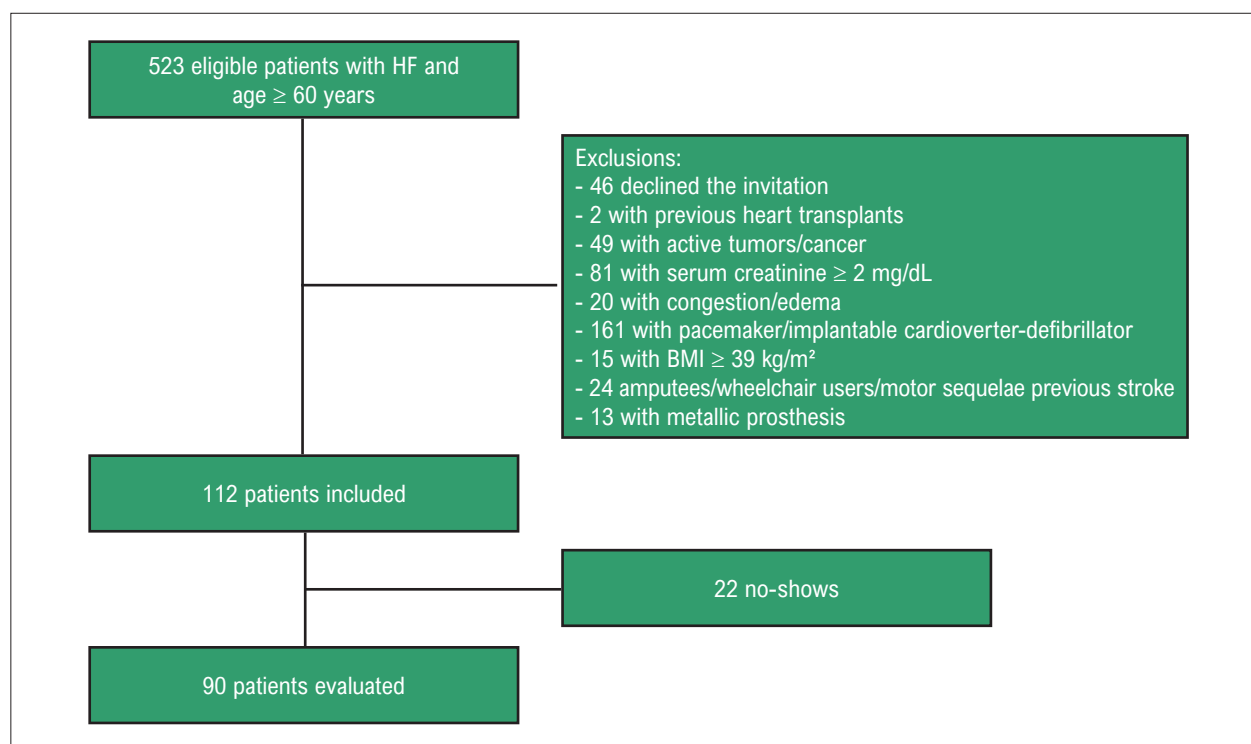 523 eligible patients with HF and
age ≥ 60 years
Exclusions:
- 46 declined the invitation
- 2 with previous heart transplants
- 49 with active tumors/cancer
- 81 with serum creatinine ≥ 2 mg/dL
- 20 with congestion/edema
- 161 with pacemaker/implantable cardioverter-defibrillator
- 15 with BMI ≥ 39 kg/m²
- 24 amputees/wheelchair users/motor sequelae previous stroke
- 13 with metallic prosthesis
112 patients included
22 no-shows
90 patients evaluated